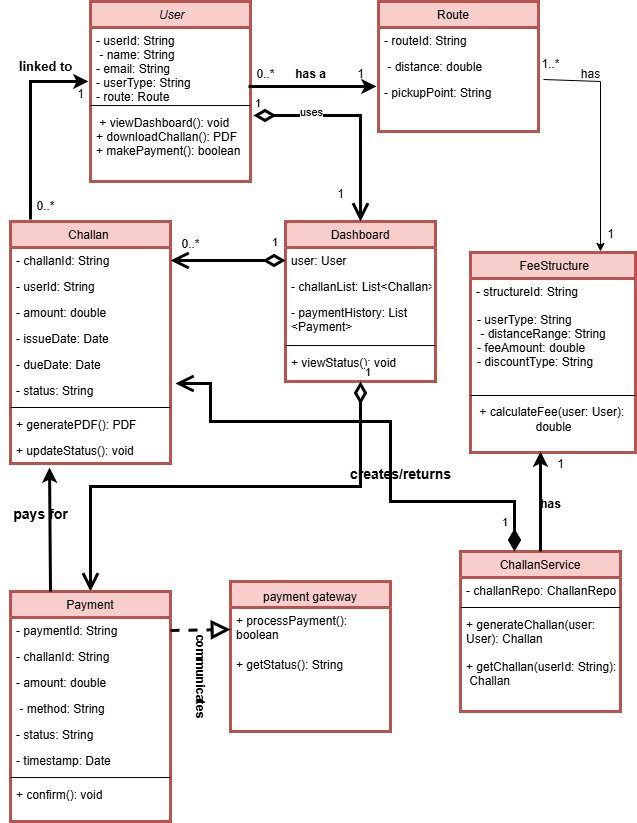 User
- userId: String
- name: String
- email: String
- userType: String
- route: Route
+ viewDashboard(): void
+ downloadChallan(): PDF
+ makePayment(): boolean
Route
- routeId: String
- distance: double
- pickupPoint: String
linked to
1
0..*
0..*
has a
1
1
uses
1
1..*
has
1
Challan
- challanId: String
- userId: String
- amount: double
- issueDate: Date
- dueDate: Date
- status: String
+ generatePDF(): PDF
+ updateStatus(): void
0..*
1
Dashboard
user: User
- challanList: List<Challan>
- paymentHistory: List
<Payment>
+ viewStatus(): void
1
FeeStructure
- structureId: String
- userType: String
- distanceRange: String
- feeAmount: double
- discountType: String
+ calculateFee(user: User):
double
creates/returns
1
has
1
pays for
ChallanService
- challanRepo: ChallanRepo
+ generateChallan(user:
User): Challan
+ getChallan(userId: String):
Challan
Payment
- paymentId: String
- challanId: String
- amount: double
- method: String
- status: String
- timestamp: Date
+ confirm(): void
communicates
payment gateway
+ processPayment():
boolean
+ getStatus(): String